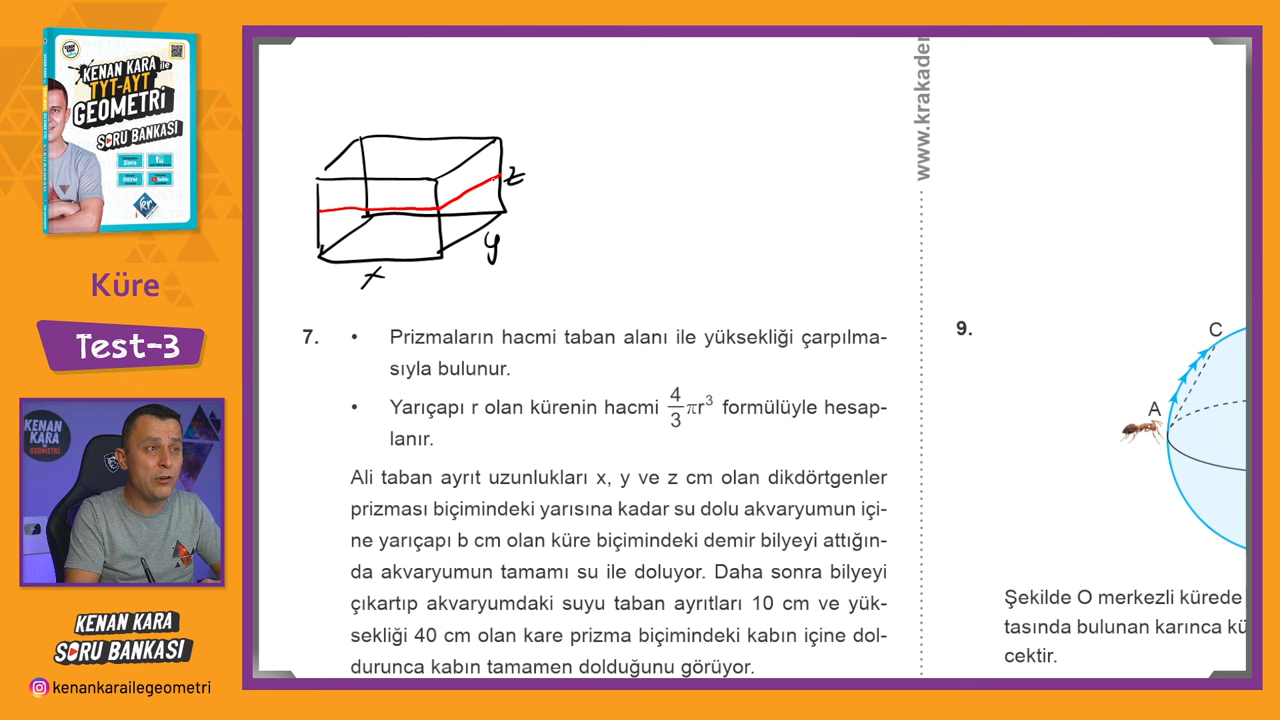 KENAN KARA ile
TYT-AYT
GEOMETRİ
SORU BANKASI
Küre
Test-3
KENAN
KARA
GEOMETRİ
KENAN KARA
SORU BANKASI
kenankarailegeometri
z
y
x
7. • Prizmaların hacmi taban alanı ile yüksekliği çarpılma-
sıyla bulunur.
• Yarıçapı r olan kürenin hacmi 4/3 πr³ formülüyle hesap-
lanır.
Ali taban ayrıt uzunlukları x, y ve z cm olan dikdörtgenler
prizması biçimindeki yarısına kadar su dolu akvaryumun içi-
ne yarıçapı b cm olan küre biçimindeki demir bilyeyi attığın-
da akvaryumun tamamı su ile doluyor. Daha sonra bilyeyi
çıkartıp akvaryumdaki suyu taban ayrıtları 10 cm ve yük-
sekliği 40 cm olan kare prizma biçimindeki kabın içine dol-
durunca kabın tamamen dolduğunu görüyor.
www.krakader
9.
C
A
Şekilde O merkezli kürede
tasında bulunan karınca kü
cektir.